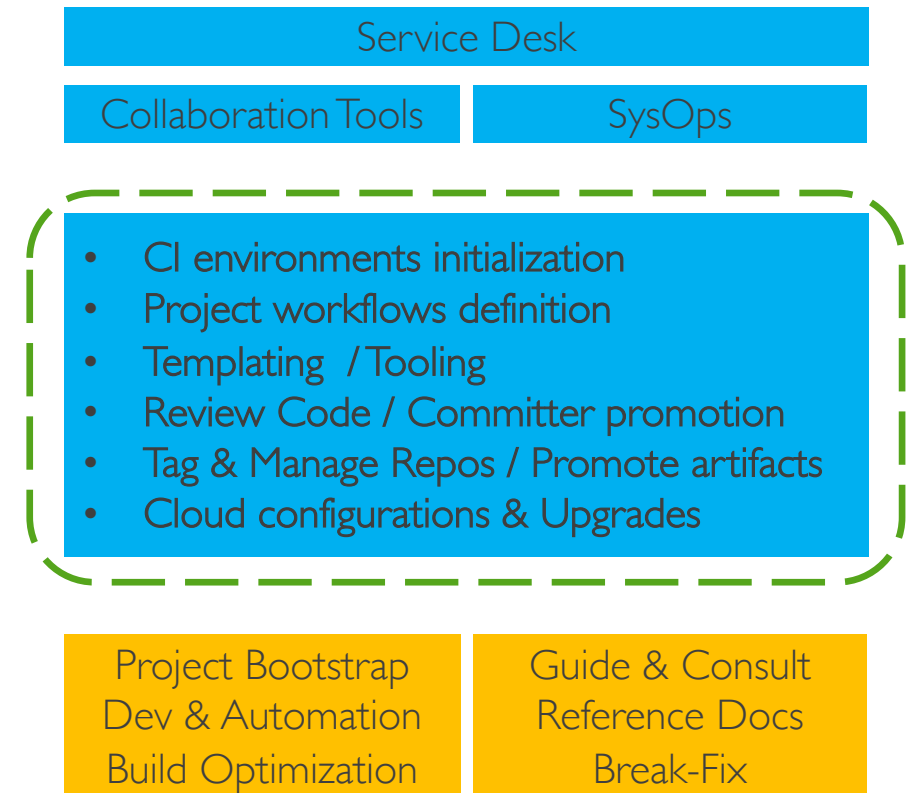 Service Desk
Collaboration Tools
SysOps
• CI environments initialization
• Project workflows definition
• Templating / Tooling
• Review Code / Committer promotion
• Tag & Manage Repos / Promote artifacts
• Cloud configurations & Upgrades
Project Bootstrap
Dev & Automation
Build Optimization
Guide & Consult
Reference Docs
Break-Fix